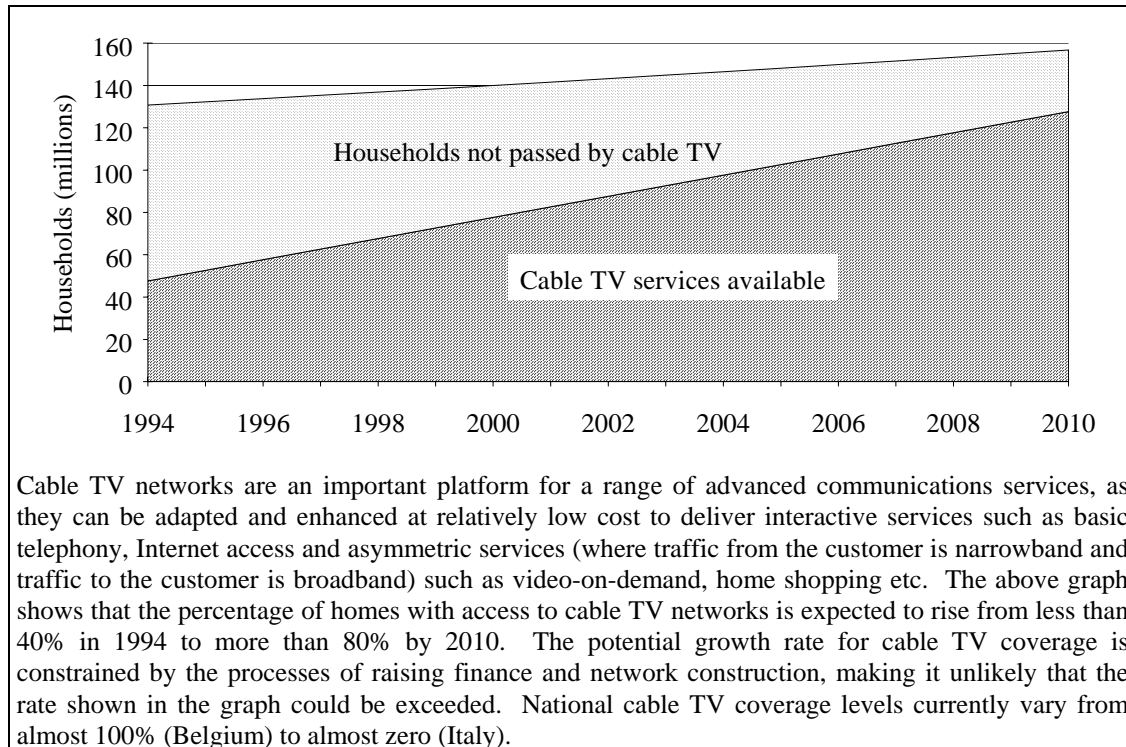 160
140
120
100
80
60
40
20
0
Households (millions)
Households not passed by cable TV
Cable TV services available
1994 1996 1998 2000 2002 2004 2006 2008 2010
Cable TV networks are an important platform for a range of advanced communications services, as
they can be adapted and enhanced at relatively low cost to deliver interactive services such as basic
telephony, Internet access and asymmetric services (where traffic from the customer is narrowband and
traffic to the customer is broadband) such as video-on-demand, home shopping etc. The above graph
shows that the percentage of homes with access to cable TV networks is expected to rise from less than
40% in 1994 to more than 80% by 2010. The potential growth rate for cable TV coverage is
constrained by the processes of raising finance and network construction, making it unlikely that the
rate shown in the graph could be exceeded. National cable TV coverage levels currently vary from
almost 100% (Belgium) to almost zero (Italy).